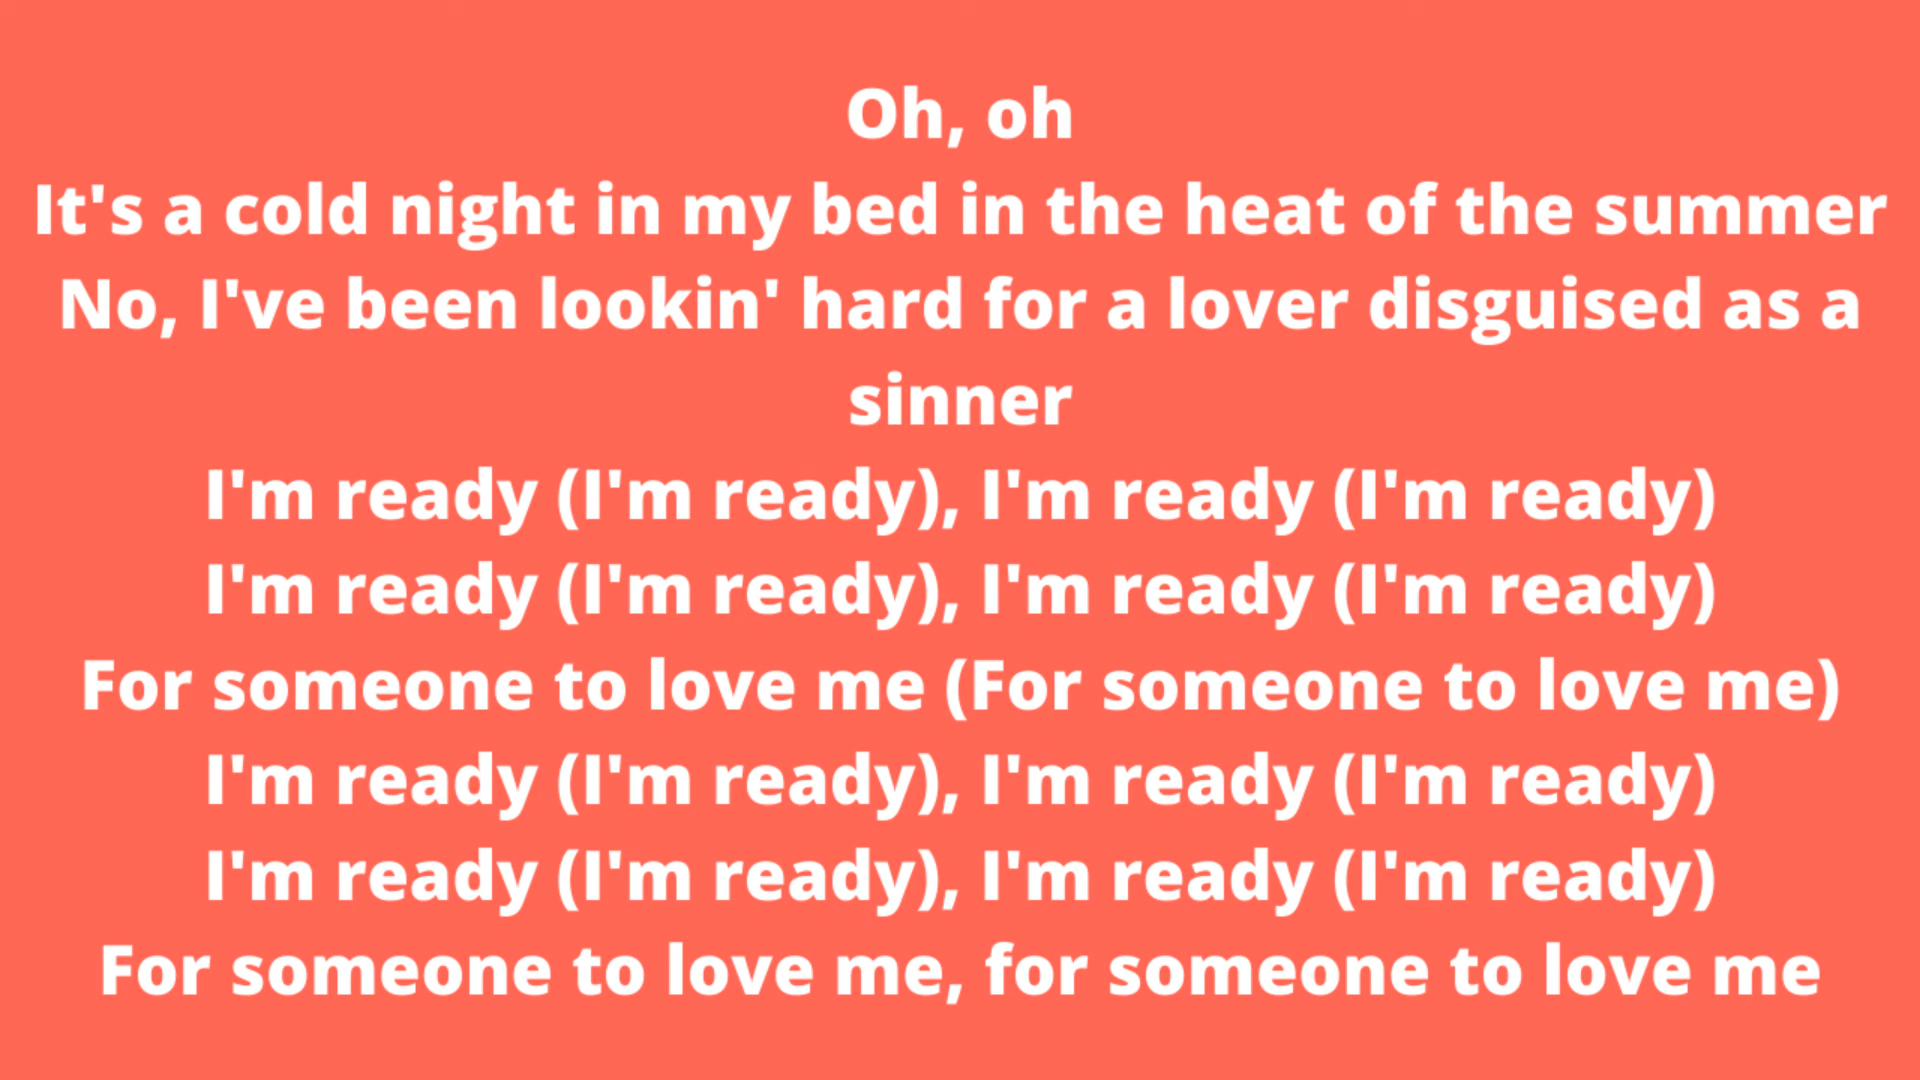 Oh, oh
It's a cold night in my bed in the heat of the summer
No, I've been lookin' hard for a lover disguised as a
sinner
I'm ready (I'm ready), I'm ready (I'm ready)
I'm ready (I'm ready), I'm ready (I'm ready)
For someone to love me (For someone to love me)
I'm ready (I'm ready), I'm ready (I'm ready)
I'm ready (I'm ready), I'm ready (I'm ready)
For someone to love me, for someone to love me